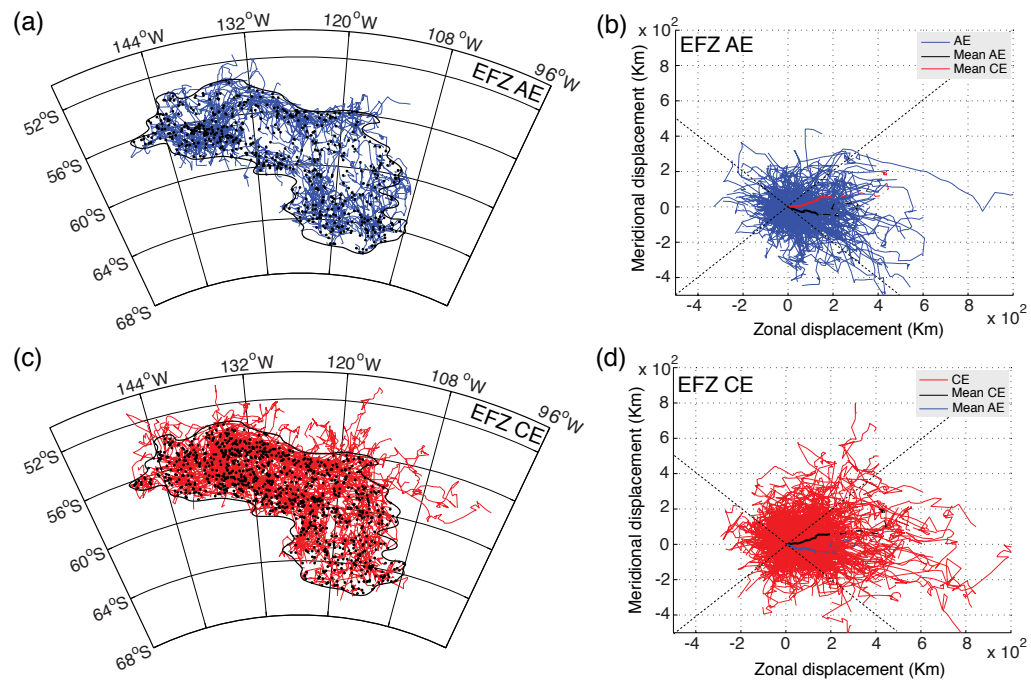 (a)
144°W
132°W
120°W
108°W
96°W
EFZ AE
52°S
56°S
60°S
64°S
68°S
(b)
x 10²
EFZ AE
AE
Mean AE
Mean CE
Meridional displacement (Km)
8
6
4
2
0
-2
-4
-4 -2 0 2 4 6 8 10
x 10²
Zonal displacement (Km)
(c)
144°W
132°W
120°W
108°W
96°W
EFZ CE
52°S
56°S
60°S
64°S
68°S
(d)
x 10²
EFZ CE
CE
Mean CE
Mean AE
Meridional displacement (Km)
8
6
4
2
0
-2
-4
-4 -2 0 2 4 6 8 10
x 10²
Zonal displacement (Km)